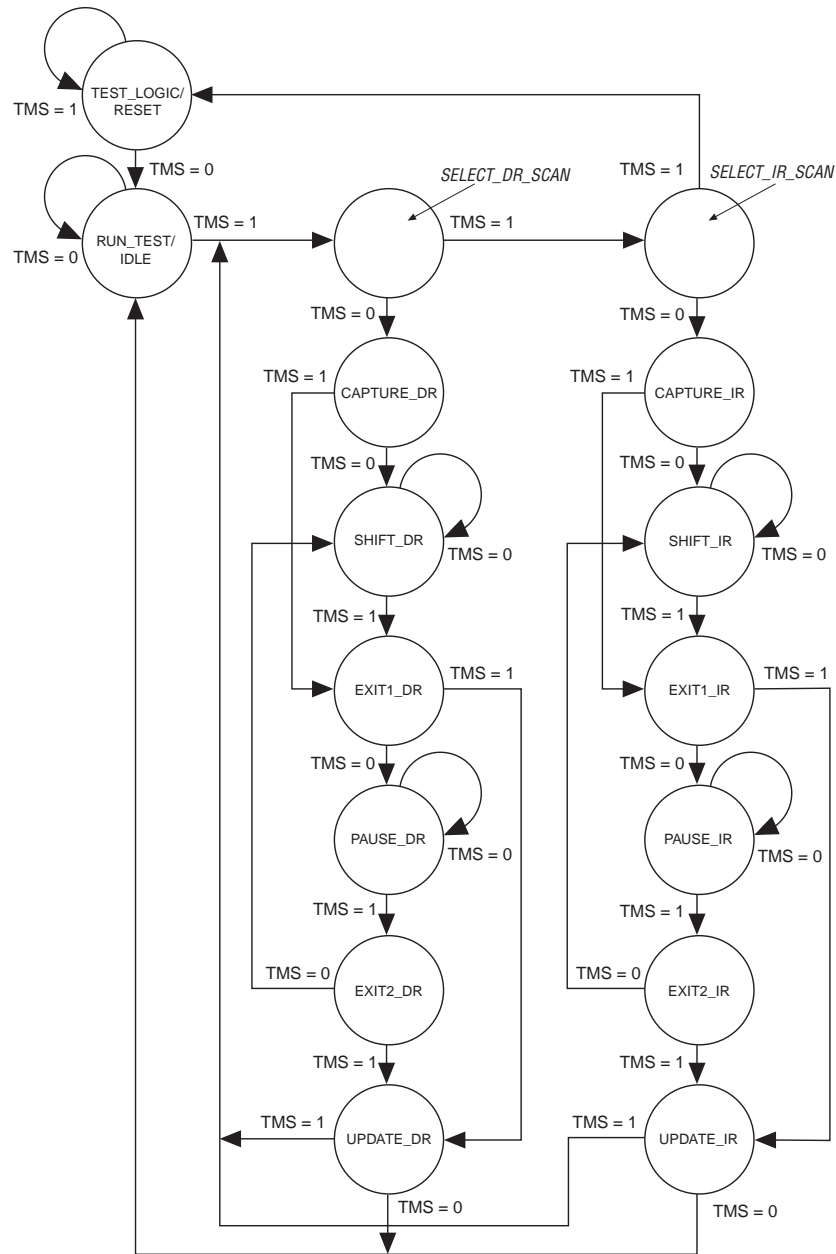 TEST_LOGIC/
RESET
TMS = 1
TMS = 0
SELECT_DR_SCAN
TMS = 1
SELECT_IR_SCAN
RUN_TEST/
IDLE
TMS = 0
TMS = 1
TMS = 1
TMS = 0
TMS = 0
TMS = 1
CAPTURE_DR
TMS = 1
CAPTURE_IR
TMS = 0
TMS = 0
SHIFT_DR
TMS = 0
SHIFT_IR
TMS = 0
TMS = 1
TMS = 1
EXIT1_DR
TMS = 1
EXIT1_IR
TMS = 1
TMS = 0
TMS = 0
PAUSE_DR
TMS = 0
PAUSE_IR
TMS = 0
TMS = 1
TMS = 1
TMS = 0
EXIT2_DR
TMS = 0
EXIT2_IR
TMS = 1
TMS = 1
TMS = 1
UPDATE_DR
TMS = 1
UPDATE_IR
TMS = 0
TMS = 0